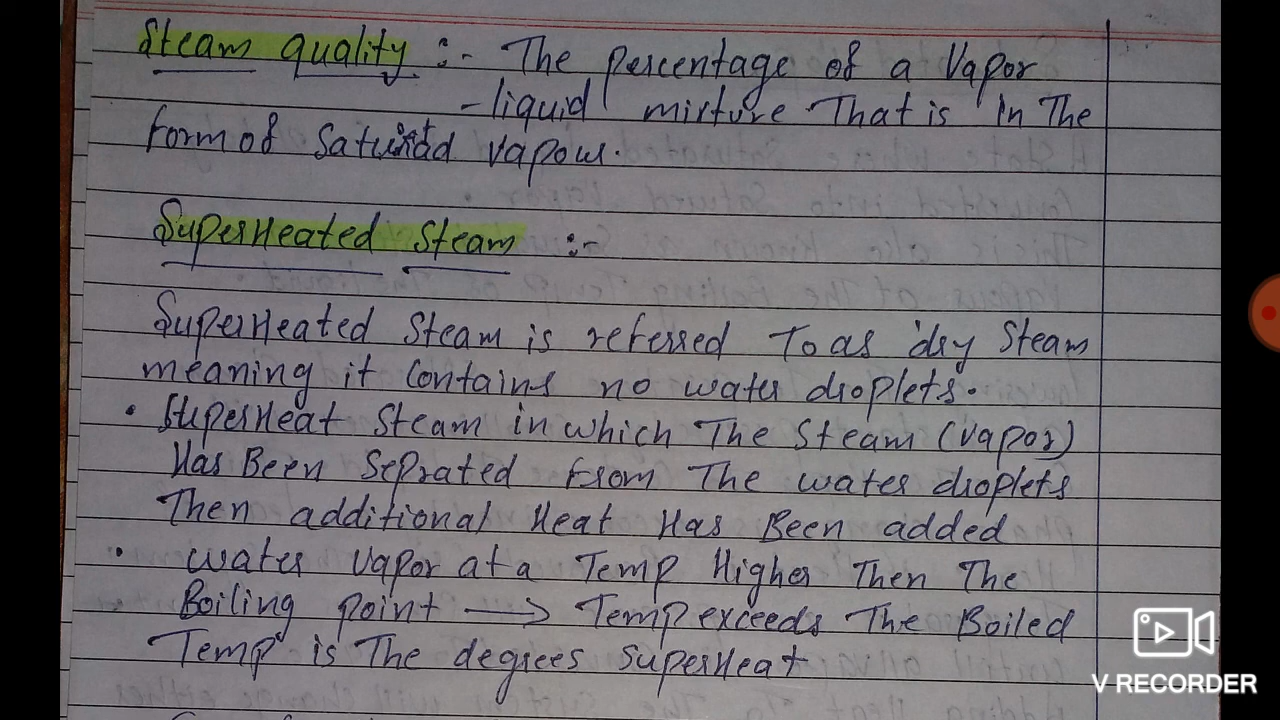 Steam quality :- The percentage of a Vapor
-liquid mixture That is in The
form of Saturated vapour.
SuperHeated Steam :-
SuperHeated Steam is referred To as 'dry Steam
meaning it Contains no water droplets.
• SuperHeat Steam in which The Steam (vapor)
Has Been Seprated from The water droplets
Then additional Heat Has Been added
• water vapor at a Temp Higher Then The
Boiling point → Temp exceeds The Boiled
Temp is The degrees SuperHeat
V RECORDER